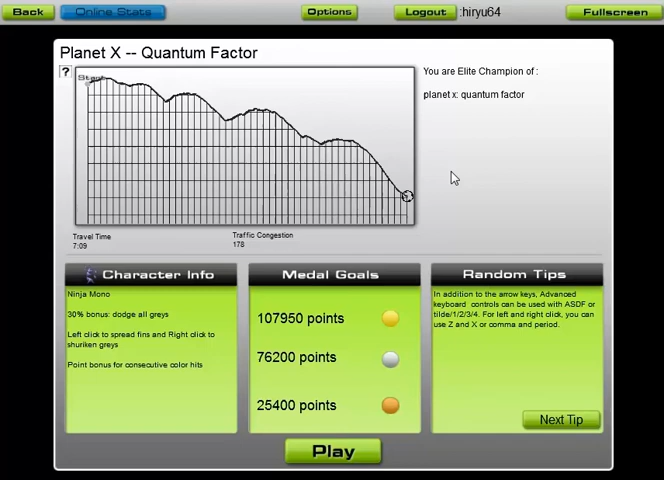 Back
Online Stats
Options
Logout :hiryu64
Fullscreen
Planet X -- Quantum Factor
?
Start
You are Elite Champion of :
planet x: quantum factor
Travel Time
7:09
Traffic Congestion
178
Character Info
Ninja Mono
30% bonus: dodge all greys
Left click to spread fins and Right click to
shuriken greys
Point bonus for consecutive color hits
Medal Goals
107950 points
76200 points
25400 points
Random Tips
In addition to the arrow keys, Advanced
keyboard controls can be used with ASDF or
tilde/1/2/3/4. For left and right click, you can
use Z and X or comma and period.
Next Tip
Play